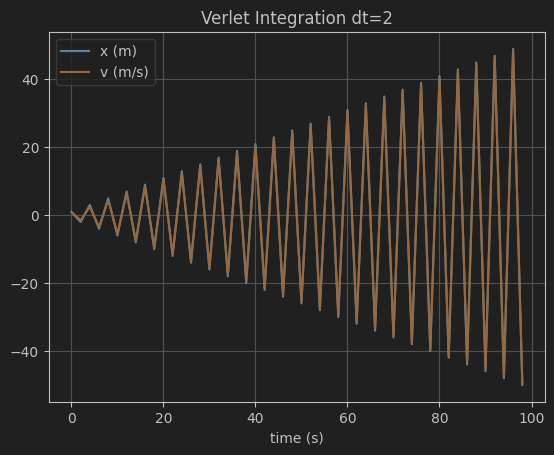 Verlet Integration dt=2
x (m)
v (m/s)
40
20
0
−20
−40
0 20 40 60 80 100
time (s)